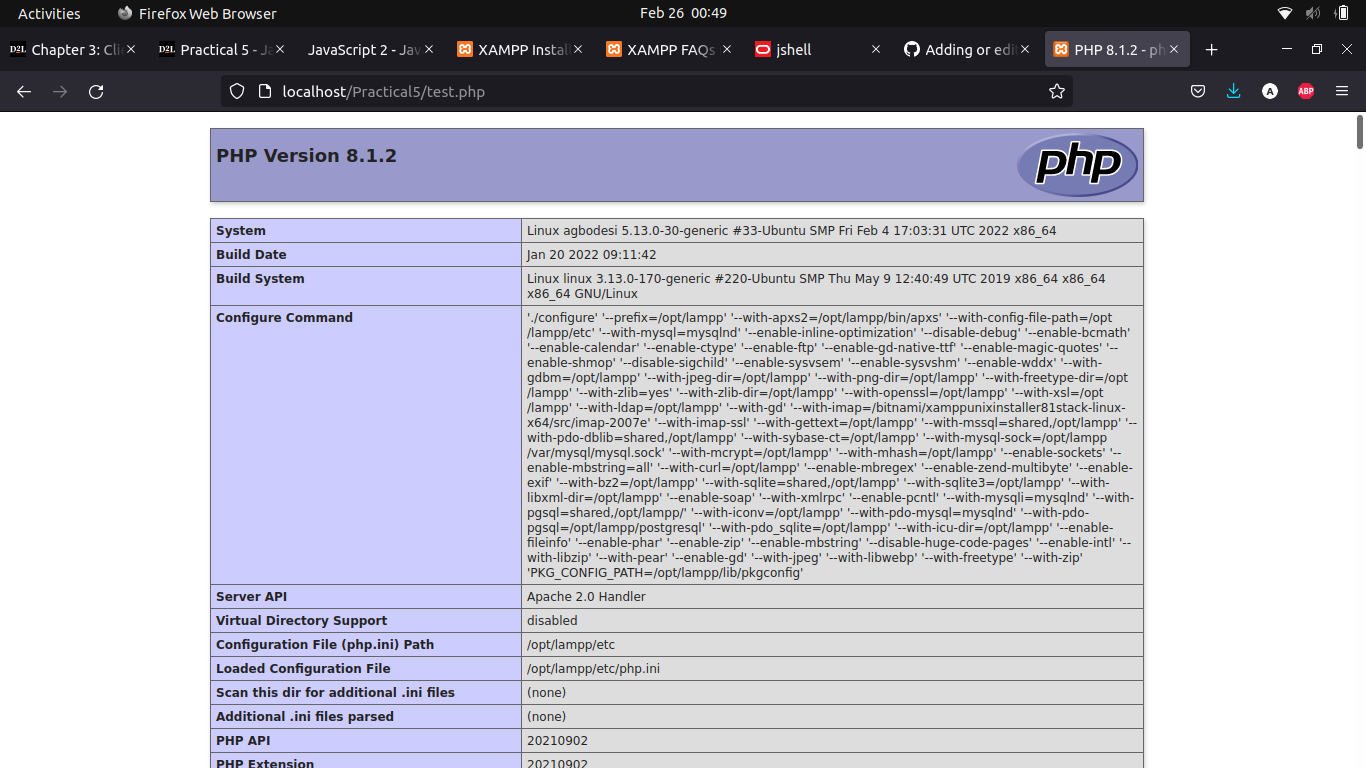 Activities
Firefox Web Browser
Feb 26 00:49
D2L Chapter 3: Cli
D2L Practical 5 - Ja
JavaScript 2 - Jav
XAMPP Install
XAMPP FAQs
jshell
Adding or edi
PHP 8.1.2 - ph
localhost/Practical5/test.php
A
ABP
PHP Version 8.1.2
php
System Linux agbodesi 5.13.0-30-generic #33-Ubuntu SMP Fri Feb 4 17:03:31 UTC 2022 x86_64
Build Date Jan 20 2022 09:11:42
Build System Linux linux 3.13.0-170-generic #220-Ubuntu SMP Thu May 9 12:40:49 UTC 2019 x86_64 x86_64
x86_64 GNU/Linux
Configure Command './configure' '--prefix=/opt/lampp' '--with-apxs2=/opt/lampp/bin/apxs' '--with-config-file-path=/opt
/lampp/etc' '--with-mysql=mysqlnd' '--enable-inline-optimization' '--disable-debug' '--enable-bcmath'
'--enable-calendar' '--enable-ctype' '--enable-ftp' '--enable-gd-native-ttf' '--enable-magic-quotes' '--
enable-shmop' '--disable-sigchild' '--enable-sysvsem' '--enable-sysvshm' '--enable-wddx' '--with-
gdbm=/opt/lampp' '--with-jpeg-dir=/opt/lampp' '--with-png-dir=/opt/lampp' '--with-freetype-dir=/opt
/lampp' '--with-zlib=yes' '--with-zlib-dir=/opt/lampp' '--with-openssl=/opt/lampp' '--with-xsl=/opt
/lampp' '--with-ldap=/opt/lampp' '--with-gd' '--with-imap=/bitnami/xamppunixinstaller81stack-linux-
x64/src/imap-2007e' '--with-imap-ssl' '--with-gettext=/opt/lampp' '--with-mssql=shared,/opt/lampp' '--
with-pdo-dblib=shared,/opt/lampp' '--with-sybase-ct=/opt/lampp' '--with-mysql-sock=/opt/lampp
/var/mysql/mysql.sock' '--with-mcrypt=/opt/lampp' '--with-mhash=/opt/lampp' '--enable-sockets' '--
enable-mbstring=all' '--with-curl=/opt/lampp' '--enable-mbregex' '--enable-zend-multibyte' '--enable-
exif' '--with-bz2=/opt/lampp' '--with-sqlite=shared,/opt/lampp' '--with-sqlite3=/opt/lampp' '--with-
libxml-dir=/opt/lampp' '--enable-soap' '--with-xmlrpc' '--enable-pcntl' '--with-mysqli=mysqlnd' '--with-
pgsql=shared,/opt/lampp/' '--with-iconv=/opt/lampp' '--with-pdo-mysql=mysqlnd' '--with-pdo-
pgsql=/opt/lampp/postgresql' '--with-pdo_sqlite=/opt/lampp' '--with-icu-dir=/opt/lampp' '--enable-
fileinfo' '--enable-phar' '--enable-zip' '--enable-mbstring' '--disable-huge-code-pages' '--enable-intl' '--
with-libzip' '--with-pear' '--enable-gd' '--with-jpeg' '--with-libwebp' '--with-freetype' '--with-zip'
'PKG_CONFIG_PATH=/opt/lampp/lib/pkgconfig'
Server API Apache 2.0 Handler
Virtual Directory Support disabled
Configuration File (php.ini) Path /opt/lampp/etc
Loaded Configuration File /opt/lampp/etc/php.ini
Scan this dir for additional .ini files (none)
Additional .ini files parsed (none)
PHP API 20210902
PHP Extension 20210902